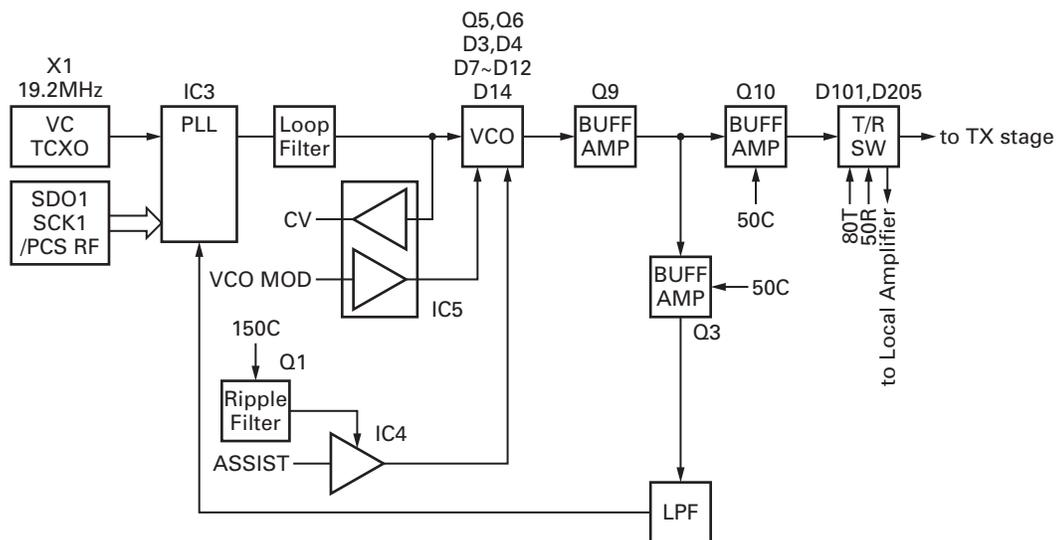 Q5,Q6
D3,D4
D7~D12
D14
X1
19.2MHz
IC3
Q9
Q10
D101,D205
VC
TCXO
PLL
Loop
Filter
VCO
BUFF
AMP
BUFF
AMP
T/R
SW
to TX stage
SDO1
SCK1
/PCS RF
CV
VCO MOD
IC5
50C
80T
50R
to Local Amplifier
BUFF
AMP
50C
Q3
150C
Q1
Ripple
Filter
IC4
ASSIST
LPF